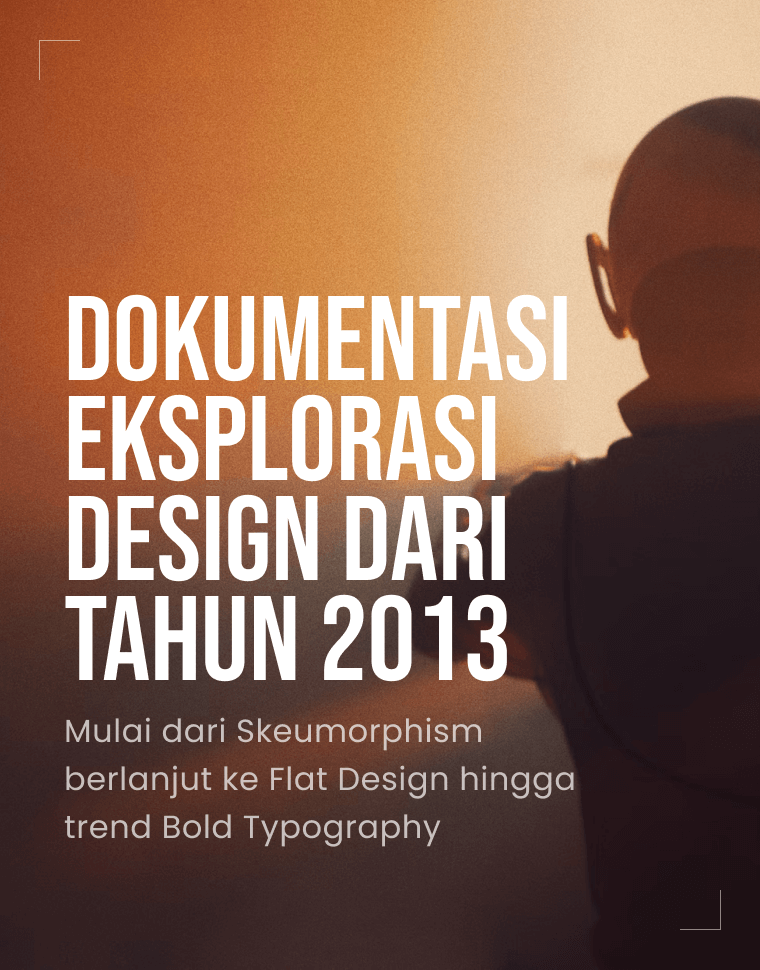 DOKUMENTASI
EKSPLORASI
DESIGN DARI
TAHUN 2013
Mulai dari Skeumorphism
berlanjut ke Flat Design hingga
trend Bold Typography